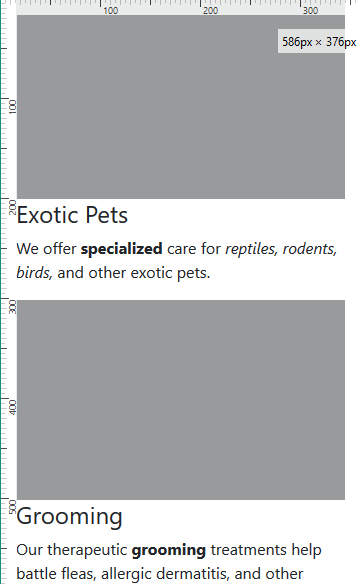 100 200 300
586px × 376px
100
200
Exotic Pets
We offer specialized care for reptiles, rodents,
birds, and other exotic pets.
300
400
500
Grooming
Our therapeutic grooming treatments help
battle fleas, allergic dermatitis, and other